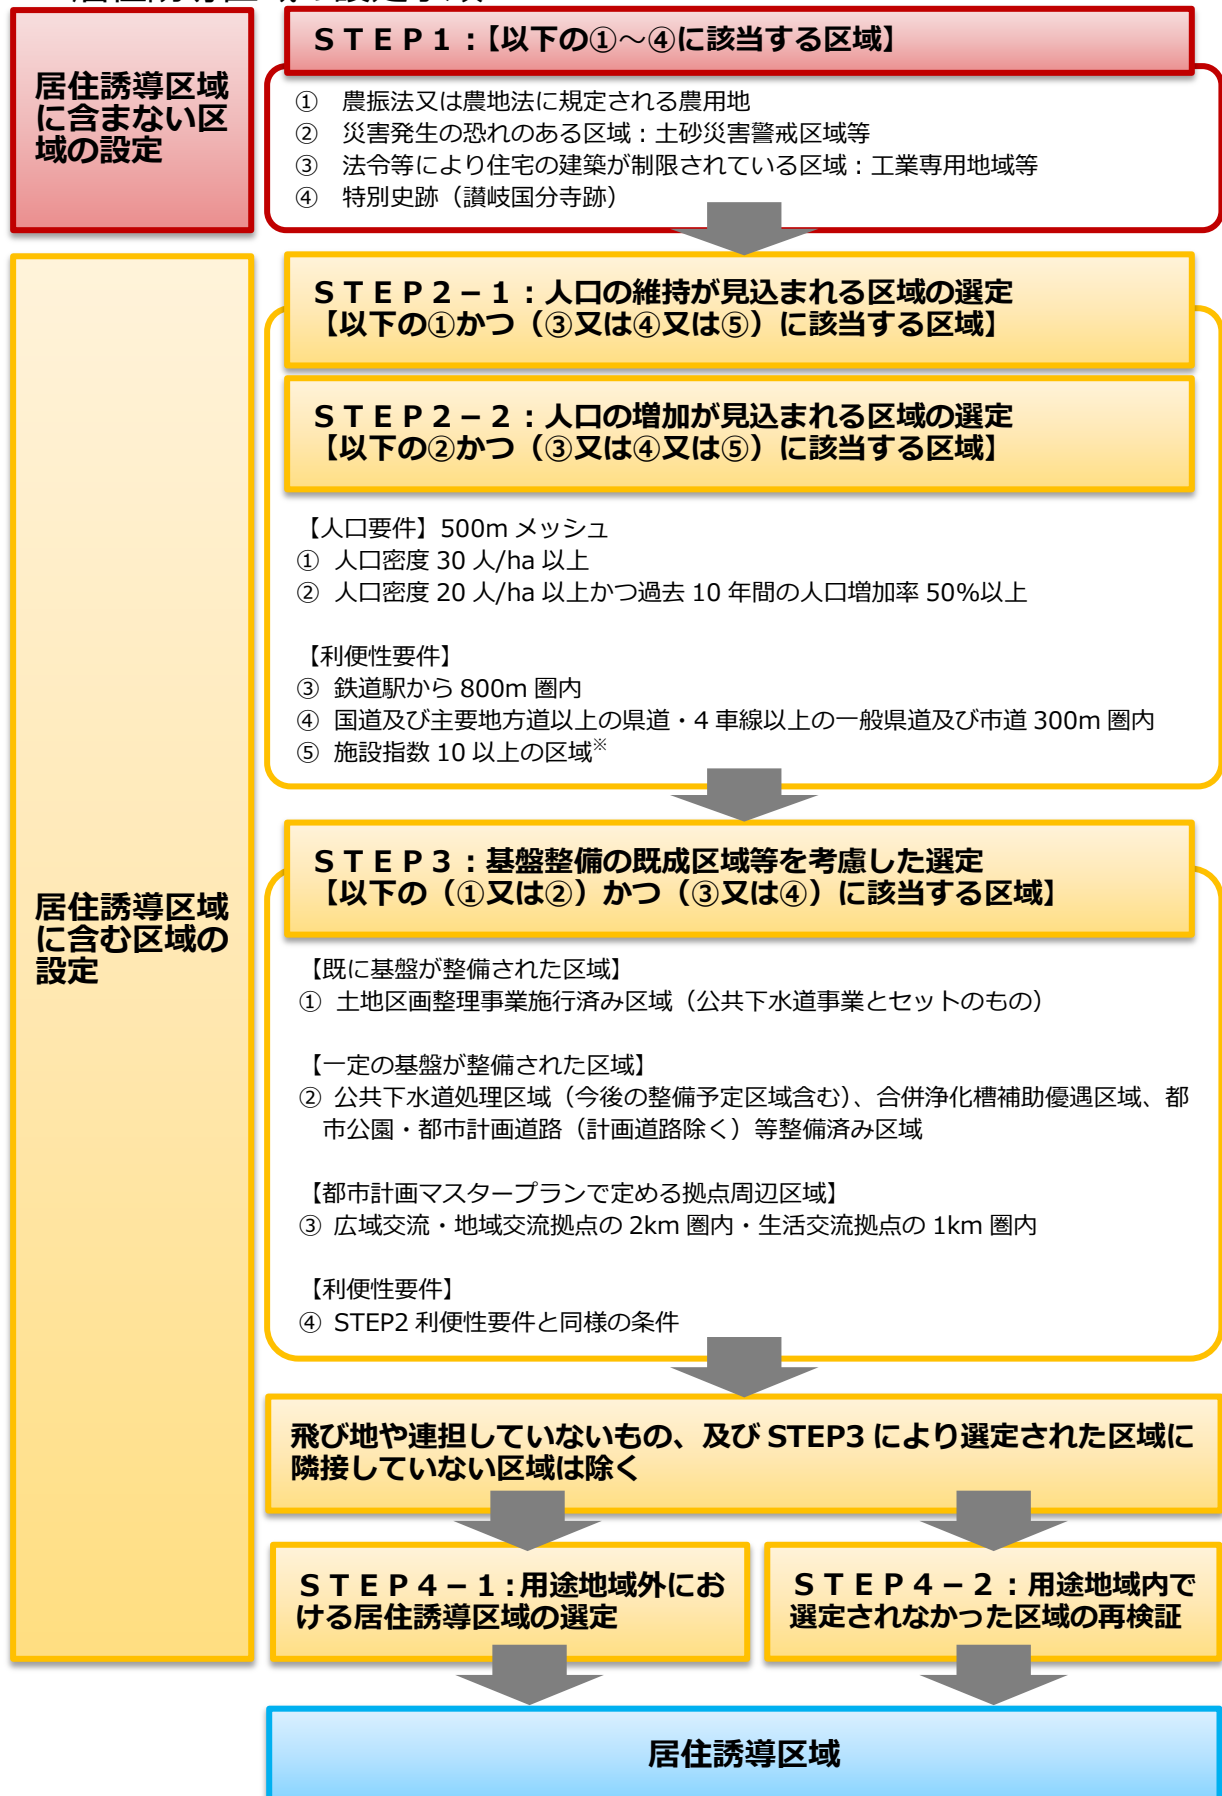 居住誘導区域
に含まない区
域の設定
ＳＴＥＰ１：【以下の①～④に該当する区域】
①　農振法又は農地法に規定される農用地
②　災害発生の恐れのある区域：土砂災害警戒区域等
③　法令等により住宅の建築が制限されている区域：工業専用地域等
④　特別史跡（讃岐国分寺跡）
居住誘導区域
に含む区域の
設定
ＳＴＥＰ２－１：人口の維持が見込まれる区域の選定
【以下の①かつ（③又は④又は⑤）に該当する区域】
ＳＴＥＰ２－２：人口の増加が見込まれる区域の選定
【以下の②かつ（③又は④又は⑤）に該当する区域】
【人口要件】500m メッシュ
① 人口密度 30 人/ha 以上
② 人口密度 20 人/ha 以上かつ過去 10 年間の人口増加率 50%以上
【利便性要件】
③ 鉄道駅から 800m 圏内
④ 国道及び主要地方道以上の県道・4 車線以上の一般県道及び市道 300m 圏内
⑤ 施設指数 10 以上の区域※
ＳＴＥＰ３：基盤整備の既成区域等を考慮した選定
【以下の（①又は②）かつ（③又は④）に該当する区域】
【既に基盤が整備された区域】
① 土地区画整理事業施行済み区域（公共下水道事業とセットのもの）
【一定の基盤が整備された区域】
② 公共下水道処理区域（今後の整備予定区域含む）、合併浄化槽補助優遇区域、都
市公園・都市計画道路（計画道路除く）等整備済み区域
【都市計画マスタープランで定める拠点周辺区域】
③ 広域交流・地域交流拠点の 2km 圏内・生活交流拠点の 1km 圏内
【利便性要件】
④ STEP2 利便性要件と同様の条件
飛び地や連担していないもの、及び STEP3 により選定された区域に
隣接していない区域は除く
ＳＴＥＰ４－１：用途地域外にお
ける居住誘導区域の選定
ＳＴＥＰ４－２：用途地域内で
選定されなかった区域の再検証
居住誘導区域